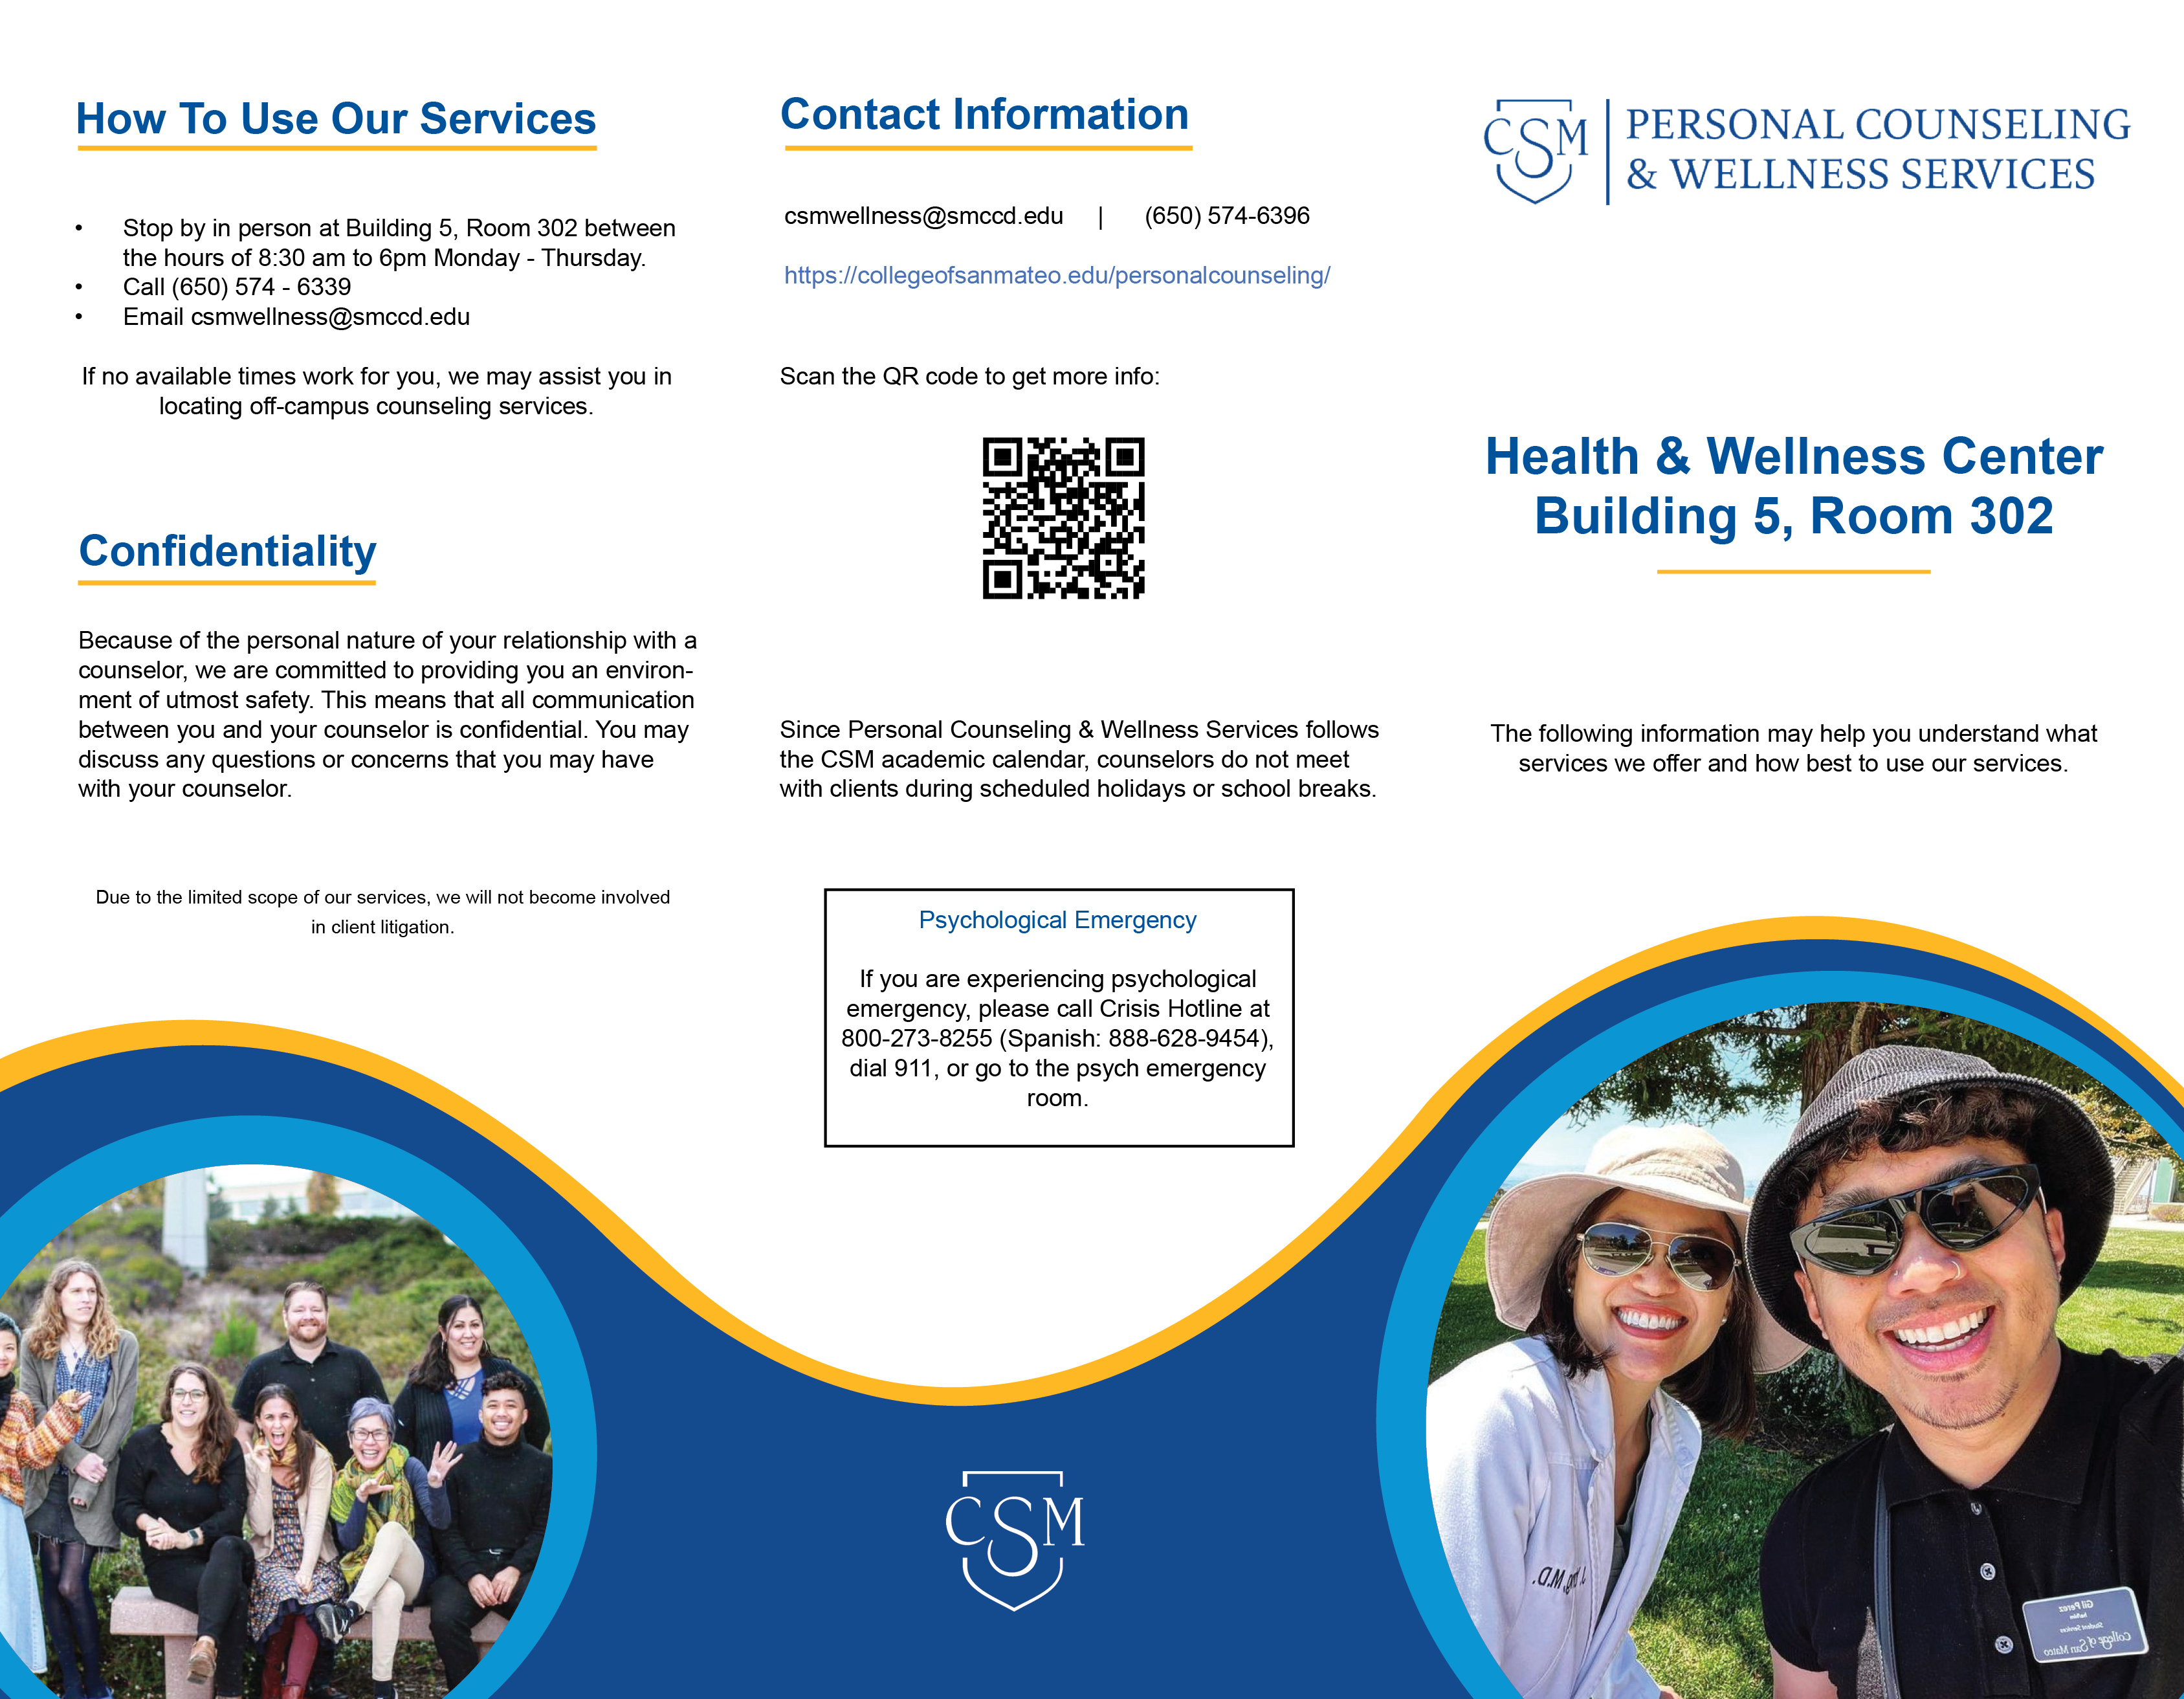 How To Use Our Services
• Stop by in person at Building 5, Room 302 between
the hours of 8:30 am to 6pm Monday - Thursday.
• Call (650) 574 - 6339
• Email csmwellness@smccd.edu
If no available times work for you, we may assist you in
locating off-campus counseling services.
Confidentiality
Because of the personal nature of your relationship with a
counselor, we are committed to providing you an environ-
ment of utmost safety. This means that all communication
between you and your counselor is confidential. You may
discuss any questions or concerns that you may have
with your counselor.
Due to the limited scope of our services, we will not become involved
in client litigation.
Contact Information
csmwellness@smccd.edu | (650) 574-6396
https://collegeofsanmateo.edu/personalcounseling/
Scan the QR code to get more info:
Since Personal Counseling & Wellness Services follows
the CSM academic calendar, counselors do not meet
with clients during scheduled holidays or school breaks.
Psychological Emergency
If you are experiencing psychological
emergency, please call Crisis Hotline at
800-273-8255 (Spanish: 888-628-9454),
dial 911, or go to the psych emergency
room.
CSM
CSM
PERSONAL COUNSELING
& WELLNESS SERVICES
Health & Wellness Center
Building 5, Room 302
The following information may help you understand what
services we offer and how best to use our services.
M.D.
Gil Perez
Student Services
College of San Mateo